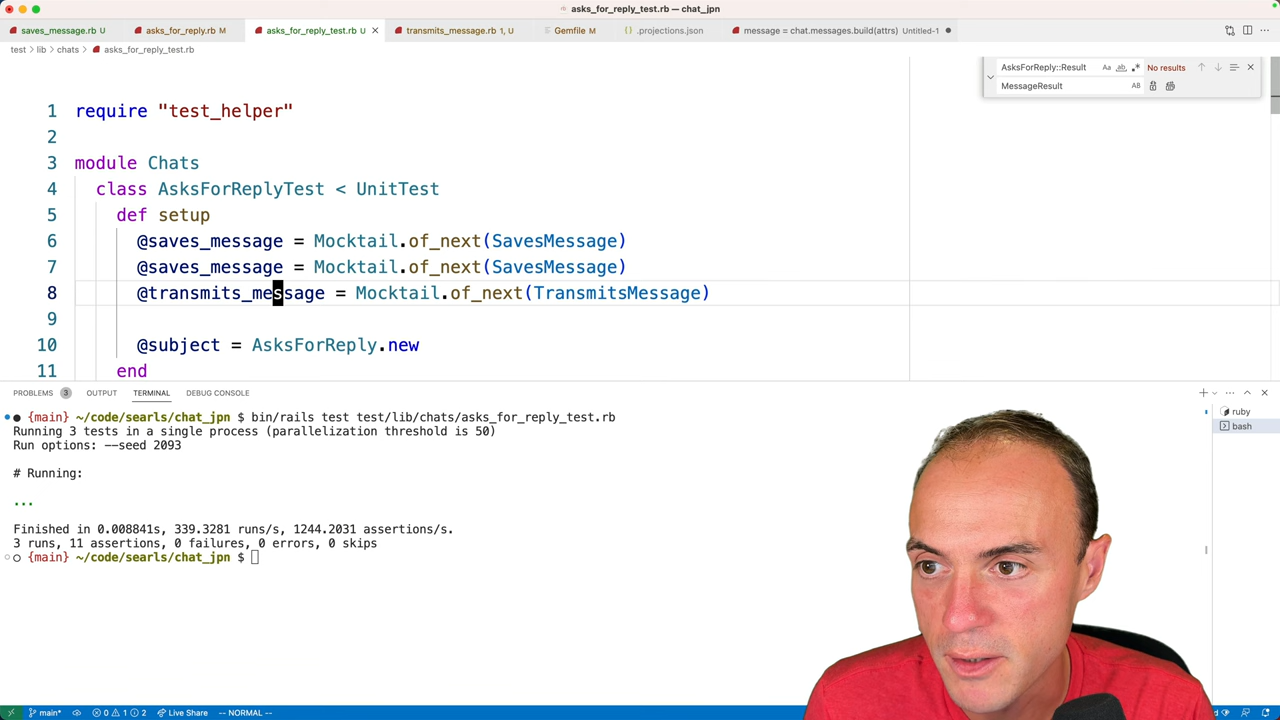 asks_for_reply_test.rb — chat_jpn
saves_message.rb U
asks_for_reply.rb M
asks_for_reply_test.rb U
transmits_message.rb 1, U
Gemfile M
.projections.json
message = chat.messages.build(attrs) Untitled-1
test > lib > chats > asks_for_reply_test.rb
AsksForReply::Result Aa ab .* No results
MessageResult AB
1 require "test_helper"
2
3 module Chats
4 class AsksForReplyTest < UnitTest
5 def setup
6 @saves_message = Mocktail.of_next(SavesMessage)
7 @saves_message = Mocktail.of_next(SavesMessage)
8 @transmits_message = Mocktail.of_next(TransmitsMessage)
9
10 @subject = AsksForReply.new
11 end
PROBLEMS 3 OUTPUT TERMINAL DEBUG CONSOLE
{main} ~/code/searls/chat_jpn $ bin/rails test test/lib/chats/asks_for_reply_test.rb
Running 3 tests in a single process (parallelization threshold is 50)
Run options: --seed 2093
# Running:
...
Finished in 0.008841s, 339.3281 runs/s, 1244.2031 assertions/s.
3 runs, 11 assertions, 0 failures, 0 errors, 0 skips
{main} ~/code/searls/chat_jpn $
ruby
bash
main* 0 1 2 Live Share -- NORMAL --